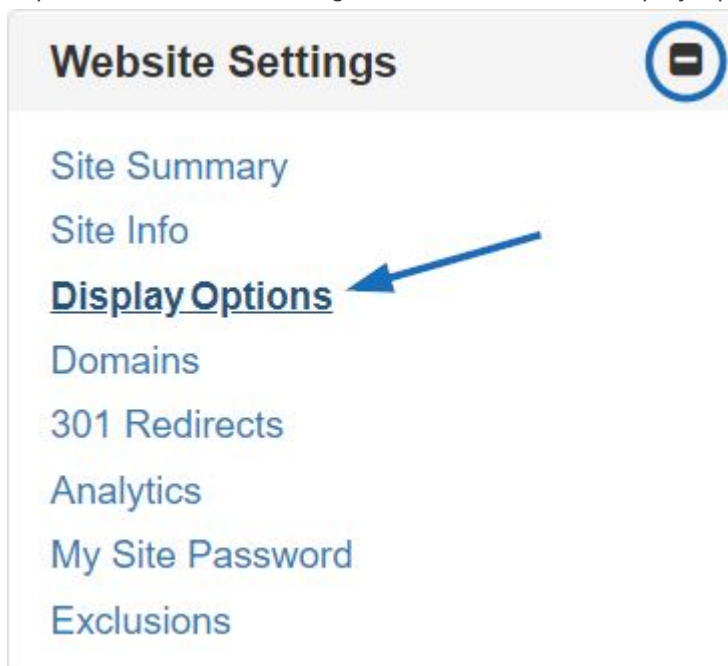 Website Settings
Site Summary
Site Info
Display Options
Domains
301 Redirects
Analytics
My Site Password
Exclusions